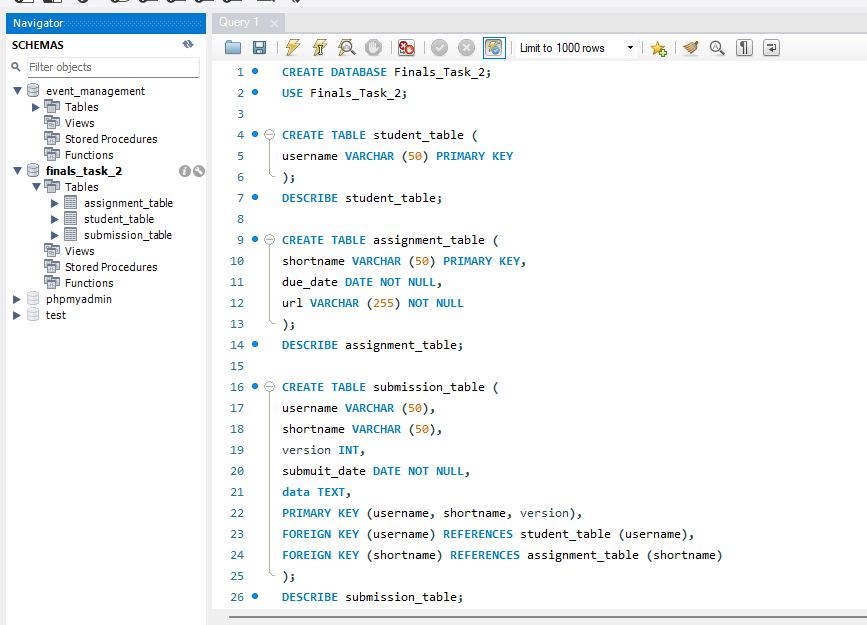 Navigator
SCHEMAS
Filter objects
event_management
Tables
Views
Stored Procedures
Functions
finals_task_2
Tables
assignment_table
student_table
submission_table
Views
Stored Procedures
Functions
phpmyadmin
test
Query 1
Limit to 1000 rows
1 CREATE DATABASE Finals_Task_2;
2 USE Finals_Task_2;
3
4 CREATE TABLE student_table (
5 username VARCHAR (50) PRIMARY KEY
6 );
7 DESCRIBE student_table;
8
9 CREATE TABLE assignment_table (
10 shortname VARCHAR (50) PRIMARY KEY,
11 due_date DATE NOT NULL,
12 url VARCHAR (255) NOT NULL
13 );
14 DESCRIBE assignment_table;
15
16 CREATE TABLE submission_table (
17 username VARCHAR (50),
18 shortname VARCHAR (50),
19 version INT,
20 submuit_date DATE NOT NULL,
21 data TEXT,
22 PRIMARY KEY (username, shortname, version),
23 FOREIGN KEY (username) REFERENCES student_table (username),
24 FOREIGN KEY (shortname) REFERENCES assignment_table (shortname)
25 );
26 DESCRIBE submission_table;